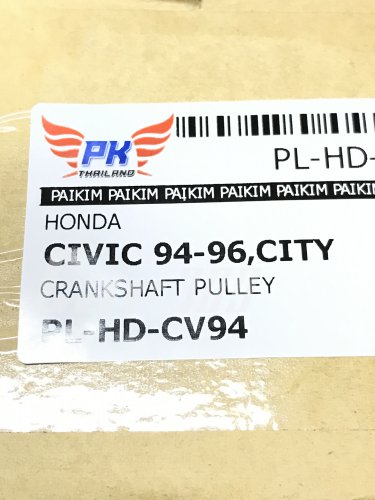 PK
THAILAND
PL-HD-
PAIKIM PAIKIM PAIKIM PAIKIM PAIKIM PAIKIM
HONDA
CIVIC 94-96,CITY
CRANKSHAFT PULLEY
PL-HD-CV94